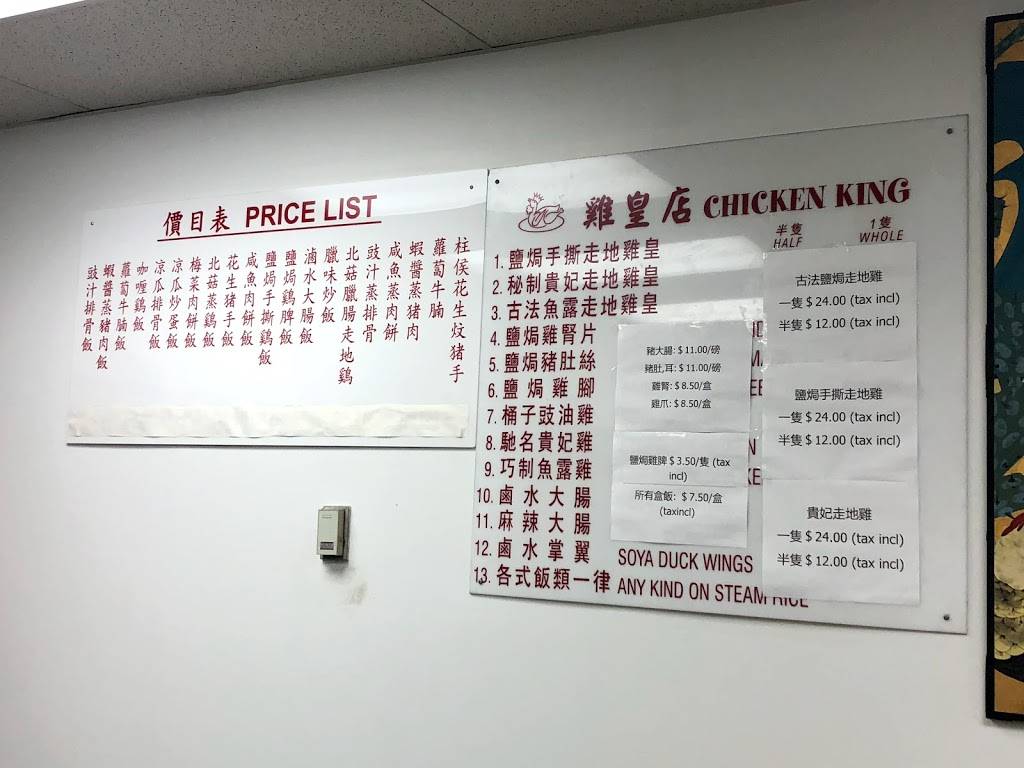 價目表 PRICE LIST
柱侯花生炆豬手
蘿蔔牛腩
蝦醬蒸豬肉
咸魚蒸肉餅
豉汁蒸排骨
北菇臘腸走地雞
臘味炒飯
滷水大腸飯
鹽焗雞脾飯
鹽焗手撕雞飯
咸魚肉餅飯
花生豬手飯
北菇蒸雞飯
梅菜肉餅飯
凉瓜炒蛋飯
凉瓜排骨飯
咖喱雞飯
蘿蔔牛腩飯
蝦醬蒸豬肉飯
豉汁排骨飯
雞皇店 CHICKEN KING
半隻 1隻
HALF WHOLE
1. 鹽焗手撕走地雞皇
2. 秘制貴妃走地雞皇
3. 古法魚露走地雞皇
4. 鹽焗雞腎片
5. 鹽焗豬肚絲
6. 鹽焗雞腳
7. 桶子豉油雞
8. 馳名貴妃雞
9. 巧制魚露雞
10. 鹵水大腸
11. 麻辣大腸
12. 鹵水掌翼 SOYA DUCK WINGS
13. 各式飯類一律 ANY KIND ON STEAM RICE
豬大腸: $11.00/磅
豬肚,耳: $11.00/磅
雞腎: $8.50/盒
雞爪: $8.50/盒
鹽焗雞脾 $3.50/隻 (tax
incl)
所有盒飯: $7.50/盒
(taxincl)
古法鹽焗走地雞
一隻 $24.00 (tax incl)
半隻 $12.00 (tax incl)
鹽焗手撕走地雞
一隻 $24.00 (tax incl)
半隻 $12.00 (tax incl)
貴妃走地雞
一隻 $24.00 (tax incl)
半隻 $12.00 (tax incl)